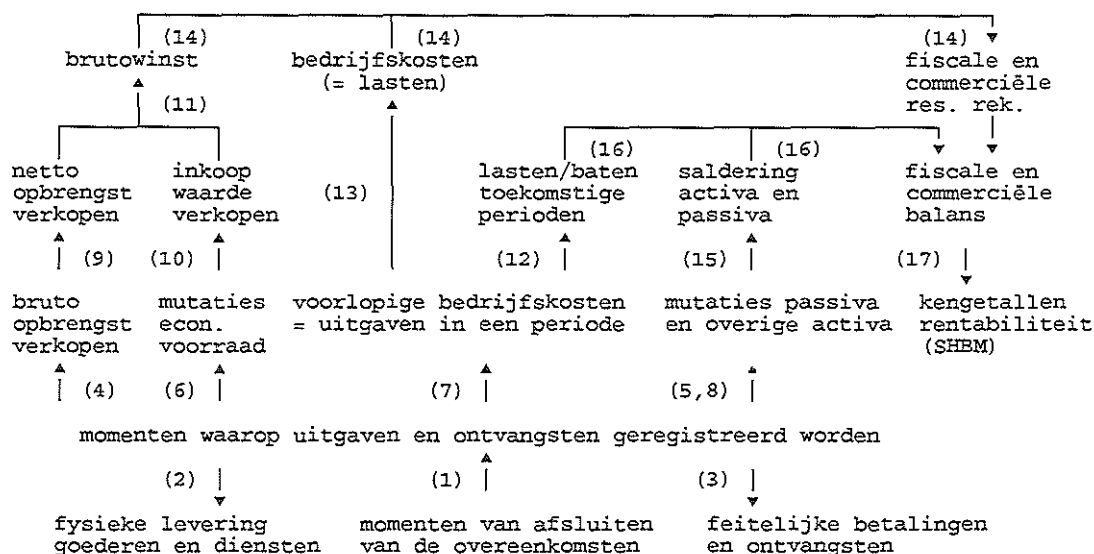 (14) (14) (14)
brutowinst bedrijfskosten fiscale en
(= lasten) commerciële
(11) res. rek.
(16) (16)
netto inkoop lasten/baten saldering fiscale en
opbrengst waarde (13) toekomstige activa en commerciële
verkopen verkopen perioden passiva balans
(9) (10) (12) (15) (17)
bruto mutaties voorlopige bedrijfskosten mutaties passiva kengetallen
opbrengst econ. = uitgaven in een periode en overige activa rentabiliteit
verkopen voorraad (SHBM)
(4) (6) (7) (5,8)
momenten waarop uitgaven en ontvangsten geregistreerd worden
(2) (1) (3)
fysieke levering momenten van afsluiten feitelijke betalingen
goederen en diensten van de overeenkomsten en ontvangsten